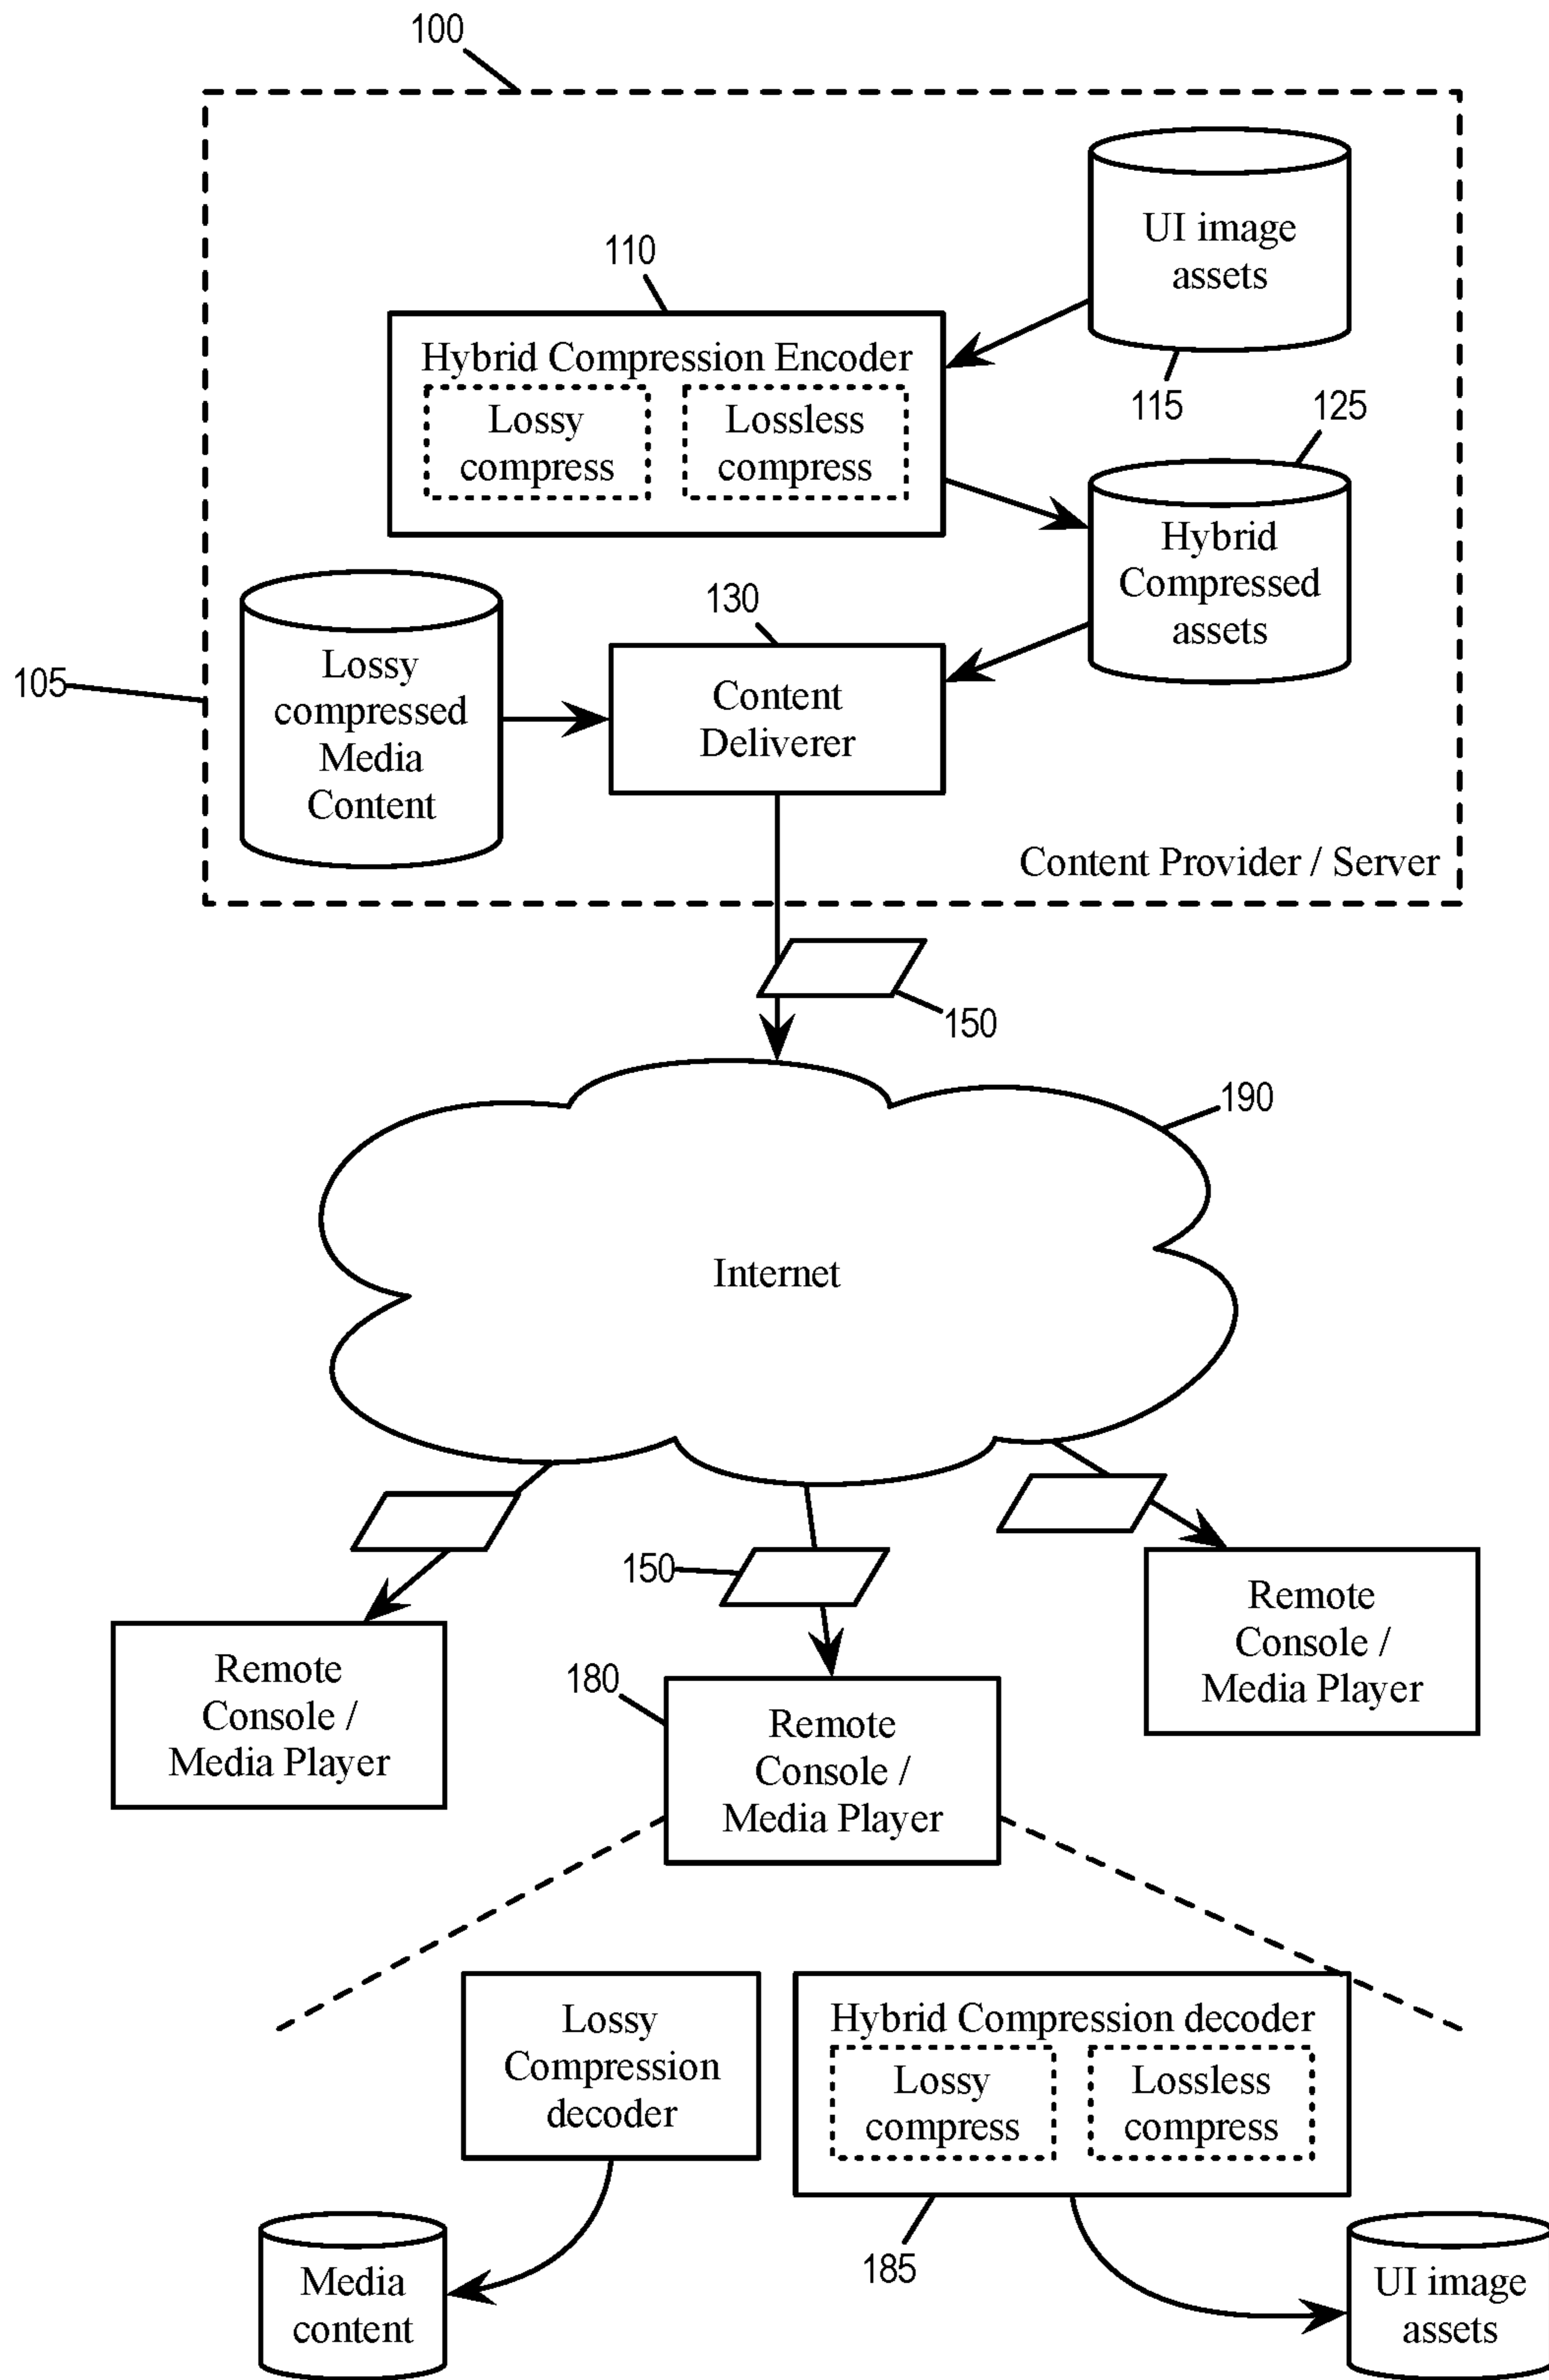 100
UI image
assets
110
Hybrid Compression Encoder
Lossy
compress
Lossless
compress
115
125
Hybrid
Compressed
assets
130
105
Lossy
compressed
Media
Content
Content
Deliverer
Content Provider / Server
150
190
Internet
150
Remote
Console /
Media Player
180
Remote
Console /
Media Player
Remote
Console /
Media Player
Lossy
Compression
decoder
Hybrid Compression decoder
Lossy
compress
Lossless
compress
185
Media
content
UI image
assets